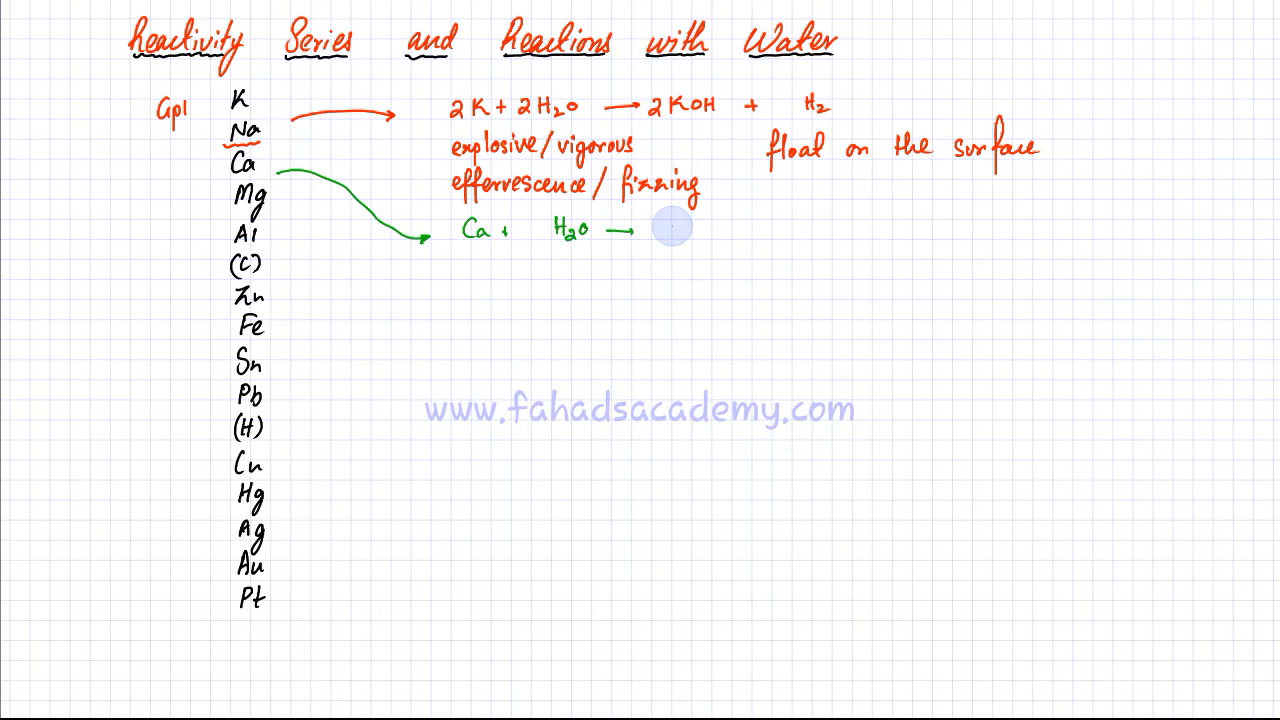 Reactivity Series and Reactions with Water
Gp1 K 2K + 2H₂O → 2KOH + H₂
Na explosive/vigorous float on the surface
Ca effervescence/fizzing
Mg
Al Ca + H₂O →
(C)
Zn
Fe
Sn
Pb
www.fahadsacademy.com
(H)
Cu
Hg
Ag
Au
Pt